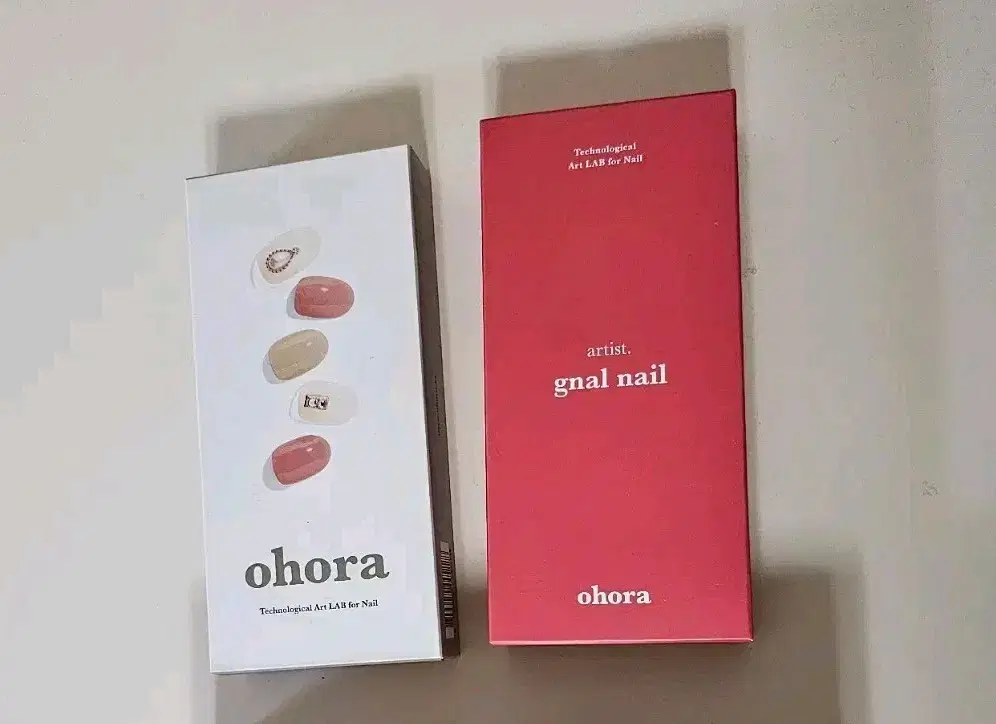 ohora
Technological Art LAB for Nail
Technological
Art LAB for Nail
artist.
gnal nail
ohora